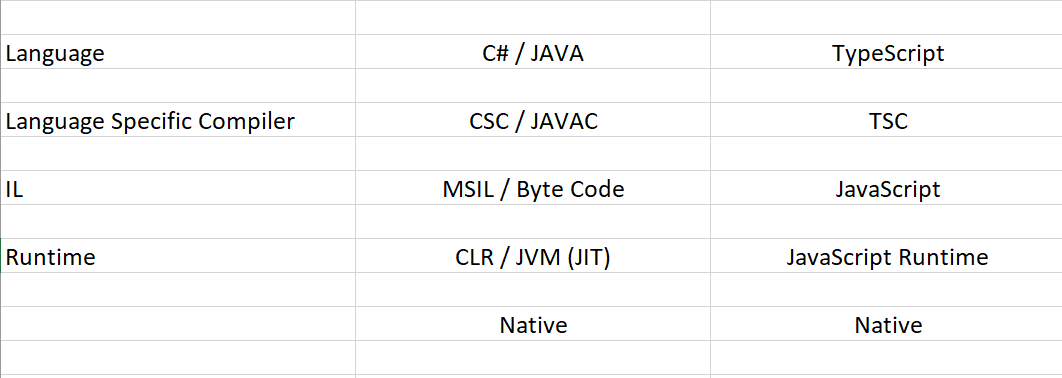 Language C# / JAVA TypeScript
Language Specific Compiler CSC / JAVAC TSC
IL MSIL / Byte Code JavaScript
Runtime CLR / JVM (JIT) JavaScript Runtime
Native Native